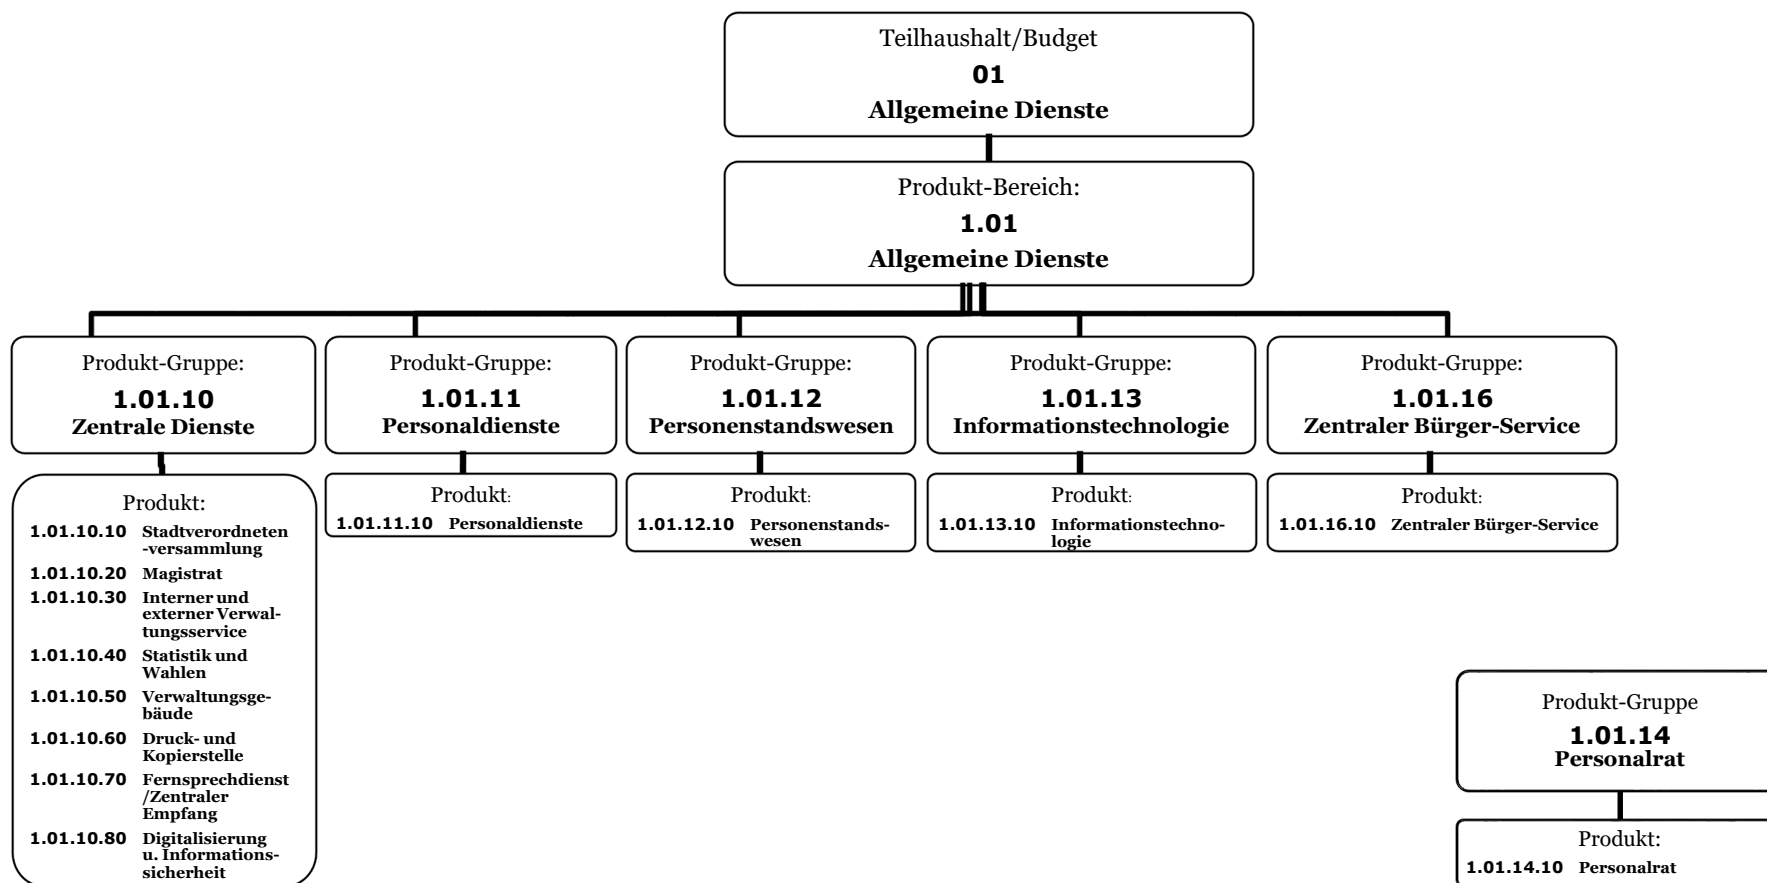 Teilhaushalt/Budget
01
Allgemeine Dienste
Produkt-Bereich:
1.01
Allgemeine Dienste
Produkt-Gruppe:
1.01.10
Zentrale Dienste
Produkt-Gruppe:
1.01.11
Personaldienste
Produkt-Gruppe:
1.01.12
Personenstandswesen
Produkt-Gruppe:
1.01.13
Informationstechnologie
Produkt-Gruppe:
1.01.16
Zentraler Bürger-Service
Produkt:
1.01.10.10 Stadtverordneten
-versammlung
1.01.10.20 Magistrat
1.01.10.30 Interner und
externer Verwal-
tungsservice
1.01.10.40 Statistik und
Wahlen
1.01.10.50 Verwaltungsge-
bäude
1.01.10.60 Druck- und
Kopierstelle
1.01.10.70 Fernsprechdienst
/Zentraler
Empfang
1.01.10.80 Digitalisierung
u. Informations-
sicherheit
Produkt:
1.01.11.10 Personaldienste
Produkt:
1.01.12.10 Personenstands-
wesen
Produkt:
1.01.13.10 Informationstechno-
logie
Produkt:
1.01.16.10 Zentraler Bürger-Service
Produkt-Gruppe
1.01.14
Personalrat
Produkt:
1.01.14.10 Personalrat